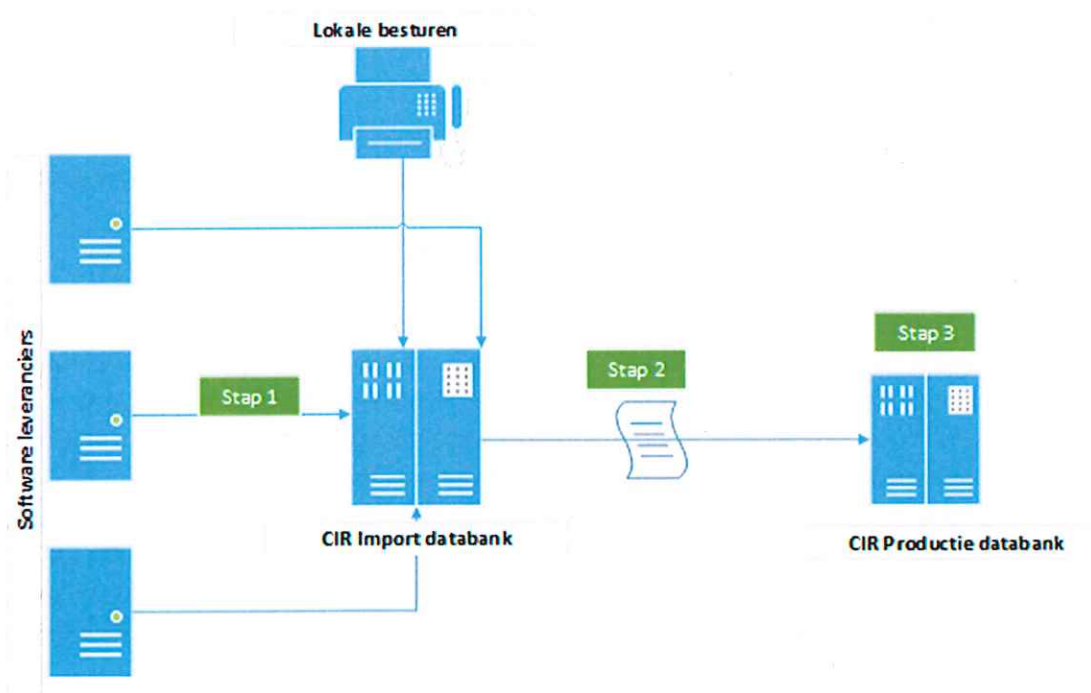 Lokale besturen
Software leveranciers
Stap 1
Stap 2
Stap 3
CIR Import databank
CIR Productie databank